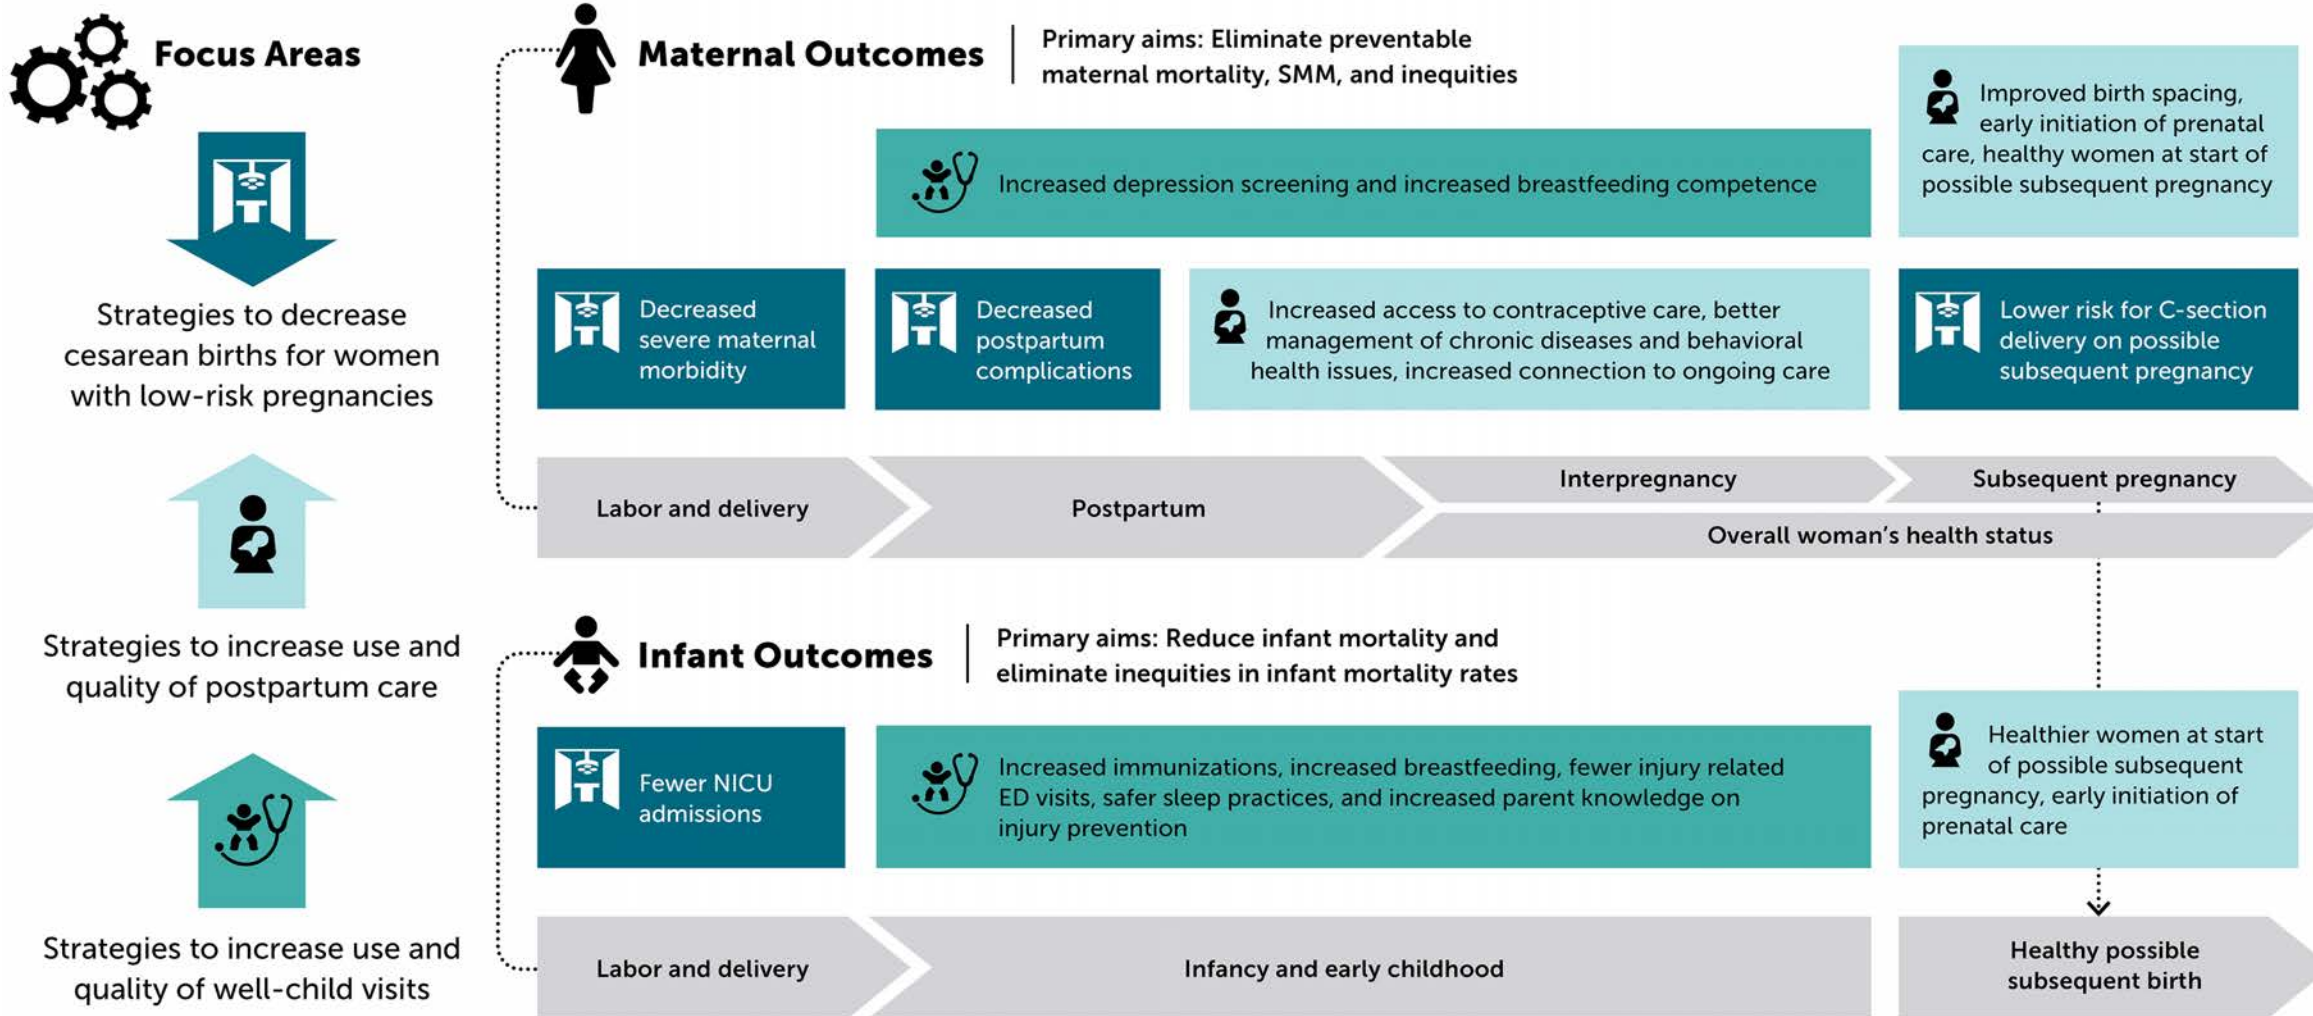 Focus Areas
Strategies to decrease
cesarean births for women
with low-risk pregnancies
Strategies to increase use and
quality of postpartum care
Strategies to increase use and
quality of well-child visits
Maternal Outcomes
Primary aims: Eliminate preventable
maternal mortality, SMM, and inequities
Increased depression screening and increased breastfeeding competence
Improved birth spacing,
early initiation of prenatal
care, healthy women at start of
possible subsequent pregnancy
Decreased
severe maternal
morbidity
Decreased
postpartum
complications
Increased access to contraceptive care, better
management of chronic diseases and behavioral
health issues, increased connection to ongoing care
Lower risk for C-section
delivery on possible
subsequent pregnancy
Labor and delivery
Postpartum
Interpregnancy
Subsequent pregnancy
Overall woman's health status
Infant Outcomes
Primary aims: Reduce infant mortality and
eliminate inequities in infant mortality rates
Fewer NICU
admissions
Increased immunizations, increased breastfeeding, fewer injury related
ED visits, safer sleep practices, and increased parent knowledge on
injury prevention
Healthier women at start
of possible subsequent
pregnancy, early initiation of
prenatal care
Labor and delivery
Infancy and early childhood
Healthy possible
subsequent birth